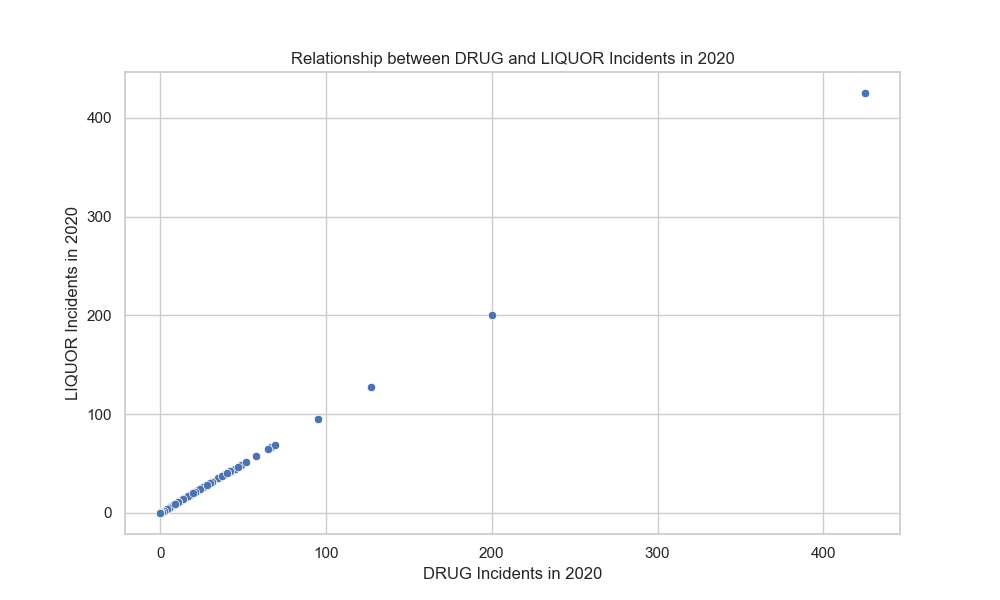 Relationship between DRUG and LIQUOR Incidents in 2020
400
300
200
100
0
LIQUOR Incidents in 2020
0 100 200 300 400
DRUG Incidents in 2020